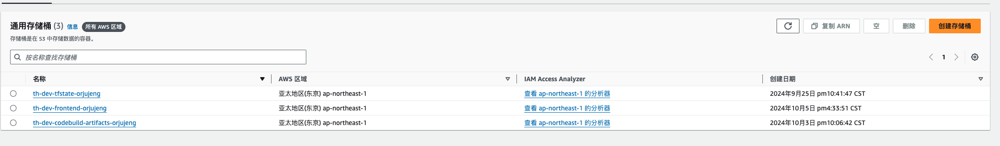 通用存储桶 (3) 信息 所有 AWS 区域
复制 ARN 空 删除 创建存储桶
存储桶是在 S3 中存储数据的容器。
按名称查找存储桶
1
名称 AWS 区域 IAM Access Analyzer 创建日期
th-dev-tfstate-orjujeng 亚太地区(东京) ap-northeast-1 查看 ap-northeast-1 的分析器 2024年9月25日 pm10:41:47 CST
th-dev-frontend-orjujeng 亚太地区(东京) ap-northeast-1 查看 ap-northeast-1 的分析器 2024年10月5日 pm4:33:51 CST
th-dev-codebuild-artifacts-orjujeng 亚太地区(东京) ap-northeast-1 查看 ap-northeast-1 的分析器 2024年10月3日 pm10:06:42 CST